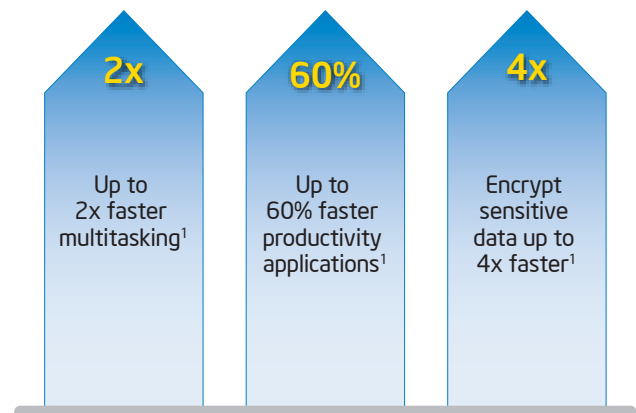 2x
Up to
2x faster
multitasking¹
60%
Up to
60% faster
productivity
applications¹
4x
Encrypt
sensitive
data up to
4x faster¹